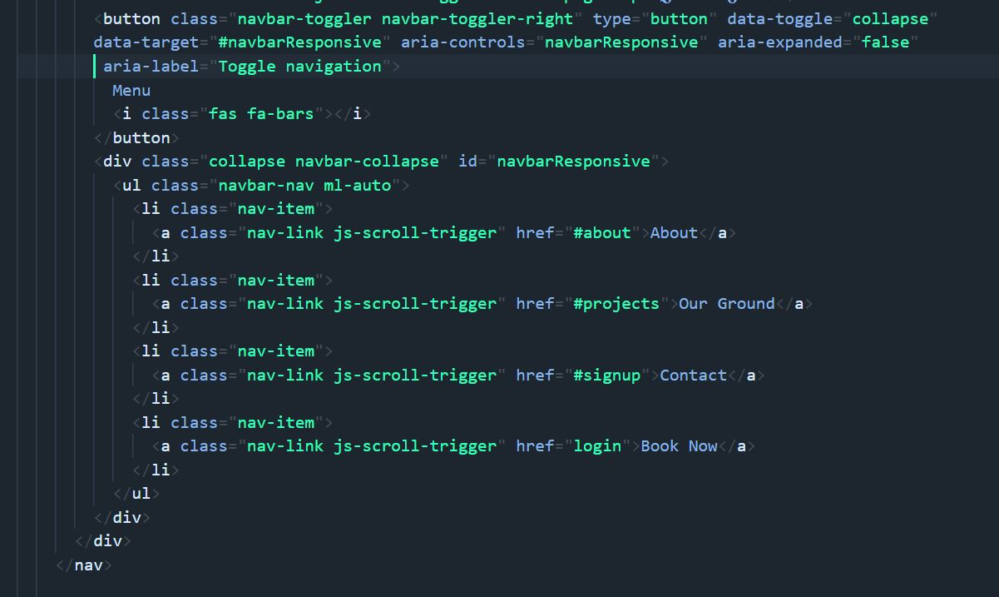 <button class="navbar-toggler navbar-toggler-right" type="button" data-toggle="collapse"
data-target="#navbarResponsive" aria-controls="navbarResponsive" aria-expanded="false"
aria-label="Toggle navigation">
Menu
<i class="fas fa-bars"></i>
</button>
<div class="collapse navbar-collapse" id="navbarResponsive">
<ul class="navbar-nav ml-auto">
<li class="nav-item">
<a class="nav-link js-scroll-trigger" href="#about">About</a>
</li>
<li class="nav-item">
<a class="nav-link js-scroll-trigger" href="#projects">Our Ground</a>
</li>
<li class="nav-item">
<a class="nav-link js-scroll-trigger" href="#signup">Contact</a>
</li>
<li class="nav-item">
<a class="nav-link js-scroll-trigger" href="login">Book Now</a>
</li>
</ul>
</div>
</div>
</nav>